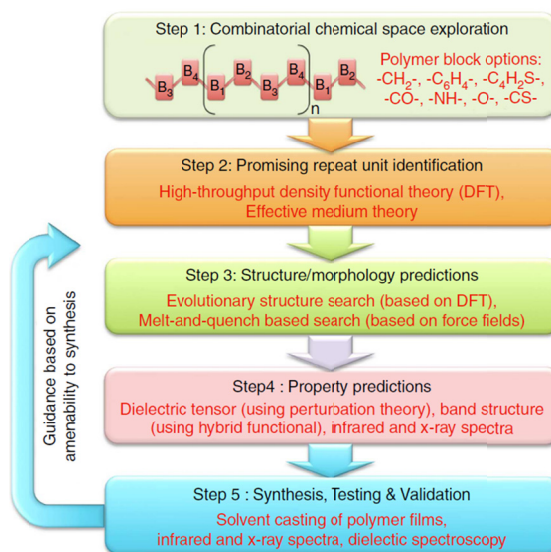 Step 1: Combinatorial chemical space exploration
B3 B4 B1 B2 B3 B4 B1 B2
n
Polymer block options:
-CH2-, -C6H4-, -C4H2S-,
-CO-, -NH-, -O-, -CS-
Step 2: Promising repeat unit identification
High-throughput density functional theory (DFT),
Effective medium theory
Step 3: Structure/morphology predictions
Evolutionary structure search (based on DFT),
Melt-and-quench based search (based on force fields)
Step4 : Property predictions
Dielectric tensor (using perturbation theory), band structure
(using hybrid functional), infrared and x-ray spectra
Step 5 : Synthesis, Testing & Validation
Solvent casting of polymer films,
infrared and x-ray spectra, dielectic spectroscopy
Guidance based on
amenability to synthesis